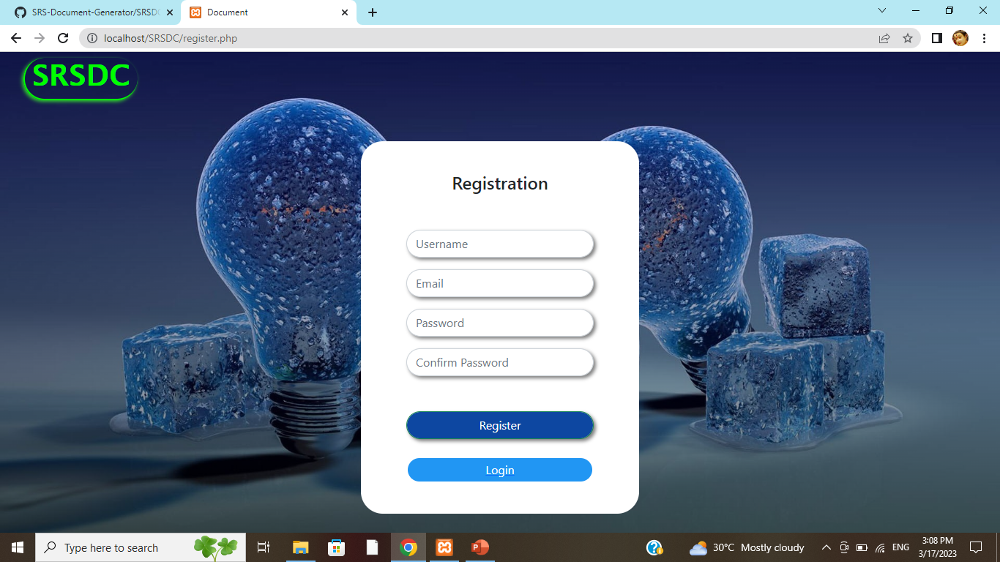 SRS-Document-Generator/SRSDC
Document
localhost/SRSDC/register.php
SRSDC
Registration
Username
Email
Password
Confirm Password
Register
Login
Type here to search
30°C Mostly cloudy
ENG
3:08 PM
3/17/2023